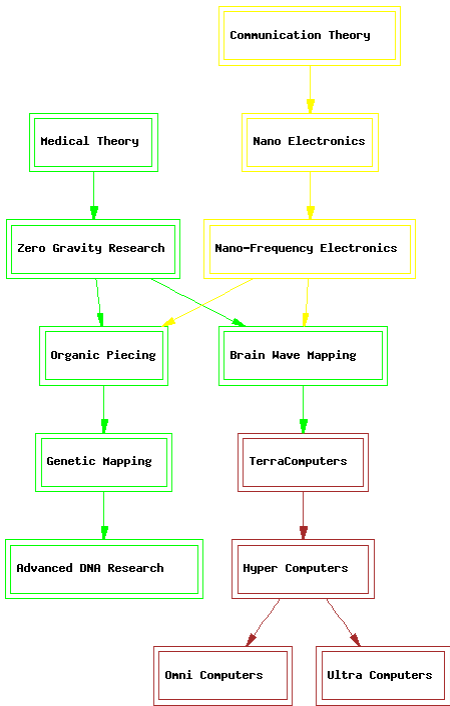 Communication Theory
Medical Theory
Nano Electronics
Zero Gravity Research
Nano-Frequency Electronics
Organic Piecing
Brain Wave Mapping
Genetic Mapping
TerraComputers
Advanced DNA Research
Hyper Computers
Omni Computers
Ultra Computers